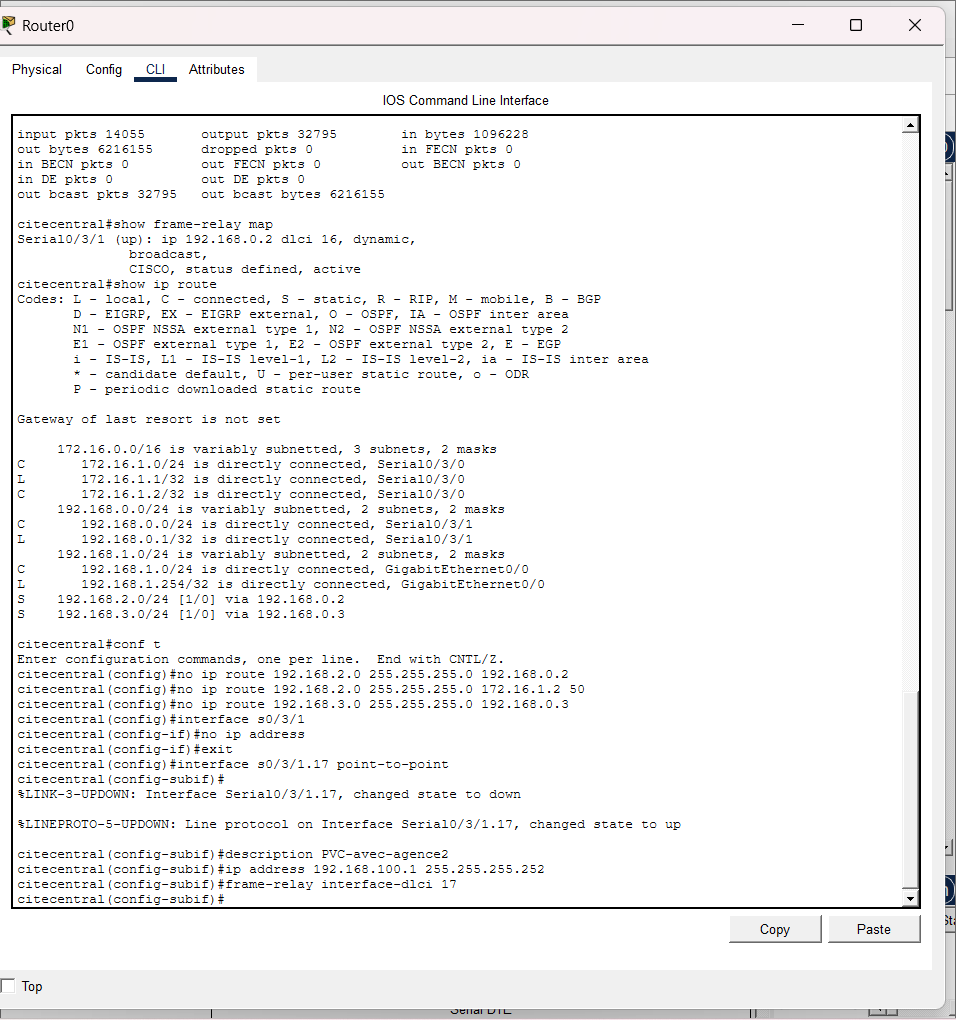 Router0
Physical Config CLI Attributes
IOS Command Line Interface
input pkts 14055 output pkts 32795 in bytes 1096228
out bytes 6216155 dropped pkts 0 in FECN pkts 0
in BECN pkts 0 out FECN pkts 0 out BECN pkts 0
in DE pkts 0 out DE pkts 0
out bcast pkts 32795 out bcast bytes 6216155
citecentral#show frame-relay map
Serial0/3/1 (up): ip 192.168.0.2 dlci 16, dynamic,
broadcast,
CISCO, status defined, active
citecentral#show ip route
Codes: L - local, C - connected, S - static, R - RIP, M - mobile, B - BGP
D - EIGRP, EX - EIGRP external, O - OSPF, IA - OSPF inter area
N1 - OSPF NSSA external type 1, N2 - OSPF NSSA external type 2
E1 - OSPF external type 1, E2 - OSPF external type 2, E - EGP
i - IS-IS, L1 - IS-IS level-1, L2 - IS-IS level-2, ia - IS-IS inter area
* - candidate default, U - per-user static route, o - ODR
P - periodic downloaded static route
Gateway of last resort is not set
172.16.0.0/16 is variably subnetted, 3 subnets, 2 masks
C 172.16.1.0/24 is directly connected, Serial0/3/0
L 172.16.1.1/32 is directly connected, Serial0/3/0
C 172.16.1.2/32 is directly connected, Serial0/3/0
192.168.0.0/24 is variably subnetted, 2 subnets, 2 masks
C 192.168.0.0/24 is directly connected, Serial0/3/1
L 192.168.0.1/32 is directly connected, Serial0/3/1
192.168.1.0/24 is variably subnetted, 2 subnets, 2 masks
C 192.168.1.0/24 is directly connected, GigabitEthernet0/0
L 192.168.1.254/32 is directly connected, GigabitEthernet0/0
S 192.168.2.0/24 [1/0] via 192.168.0.2
S 192.168.3.0/24 [1/0] via 192.168.0.3
citecentral#conf t
Enter configuration commands, one per line. End with CNTL/Z.
citecentral(config)#no ip route 192.168.2.0 255.255.255.0 192.168.0.2
citecentral(config)#no ip route 192.168.2.0 255.255.255.0 172.16.1.2 50
citecentral(config)#no ip route 192.168.3.0 255.255.255.0 192.168.0.3
citecentral(config)#interface s0/3/1
citecentral(config-if)#no ip address
citecentral(config-if)#exit
citecentral(config)#interface s0/3/1.17 point-to-point
citecentral(config-subif)#
%LINK-3-UPDOWN: Interface Serial0/3/1.17, changed state to down
%LINEPROTO-5-UPDOWN: Line protocol on Interface Serial0/3/1.17, changed state to up
citecentral(config-subif)#description PVC-avec-agence2
citecentral(config-subif)#ip address 192.168.100.1 255.255.255.252
citecentral(config-subif)#frame-relay interface-dlci 17
citecentral(config-subif)#
Copy Paste
Top
Serial DTE